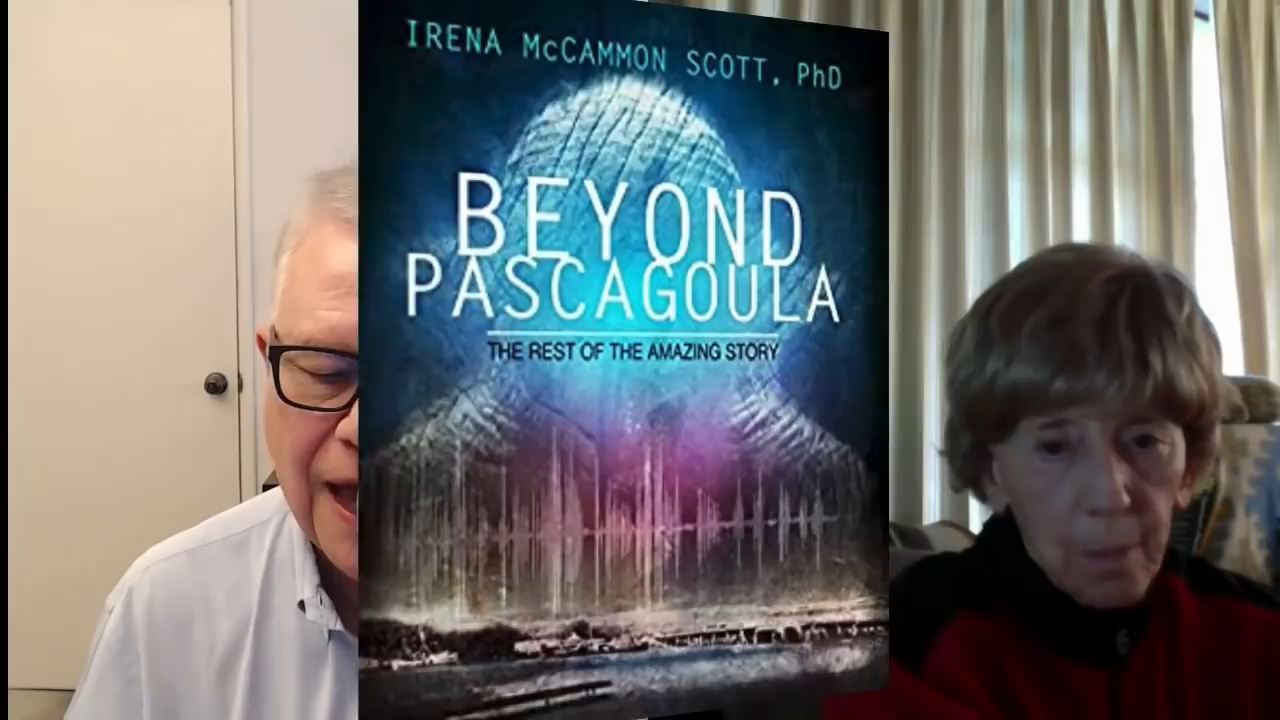 IRENA McCAMMON SCOTT, PhD
BEYOND
PASCAGOULA
THE REST OF THE AMAZING STORY